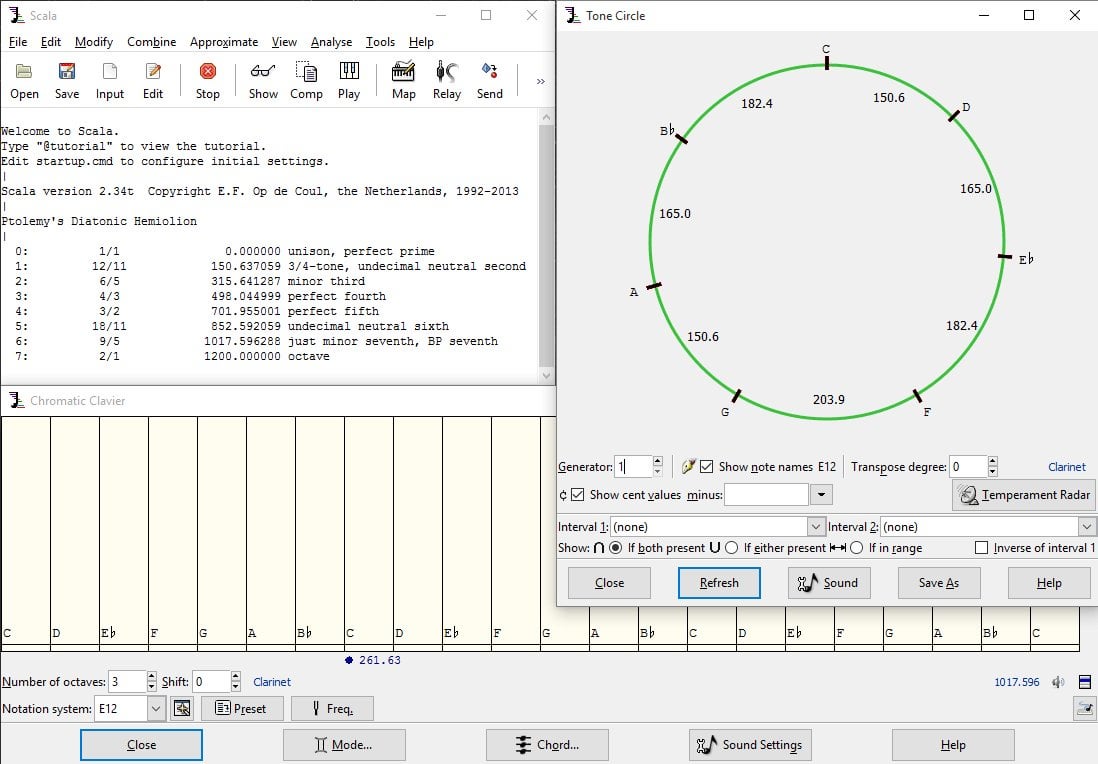 Scala
File Edit Modify Combine Approximate View Analyse Tools Help
Open Save Input Edit Stop Show Comp Play Map Relay Send »
Welcome to Scala.
Type "@tutorial" to view the tutorial.
Edit startup.cmd to configure initial settings.
|
Scala version 2.34t Copyright E.F. Op de Coul, the Netherlands, 1992-2013
|
Ptolemy's Diatonic Hemiolion
|
0: 1/1 0.000000 unison, perfect prime
1: 12/11 150.637059 3/4-tone, undecimal neutral second
2: 6/5 315.641287 minor third
3: 4/3 498.044999 perfect fourth
4: 3/2 701.955001 perfect fifth
5: 18/11 852.592059 undecimal neutral sixth
6: 9/5 1017.596288 just minor seventh, BP seventh
7: 2/1 1200.000000 octave
Tone Circle
C
182.4 150.6
B♭ D
165.0 165.0
A E♭
150.6 182.4
203.9
G F
Generator: 1 Show note names E12 Transpose degree: 0 Clarinet
¢ Show cent values minus: Temperament Radar
Interval 1: (none) Interval 2: (none)
Show: ∩ If both present ∪ If either present If in range Inverse of interval 1
Close Refresh Sound Save As Help
Chromatic Clavier
C D E♭ F G A B♭ C D E♭ F G A B♭ C D E♭ F G A B♭ C
261.63
Number of octaves: 3 Shift: 0 Clarinet 1017.596
Notation system: E12 Preset Freq.
Close Mode... Chord... Sound Settings Help